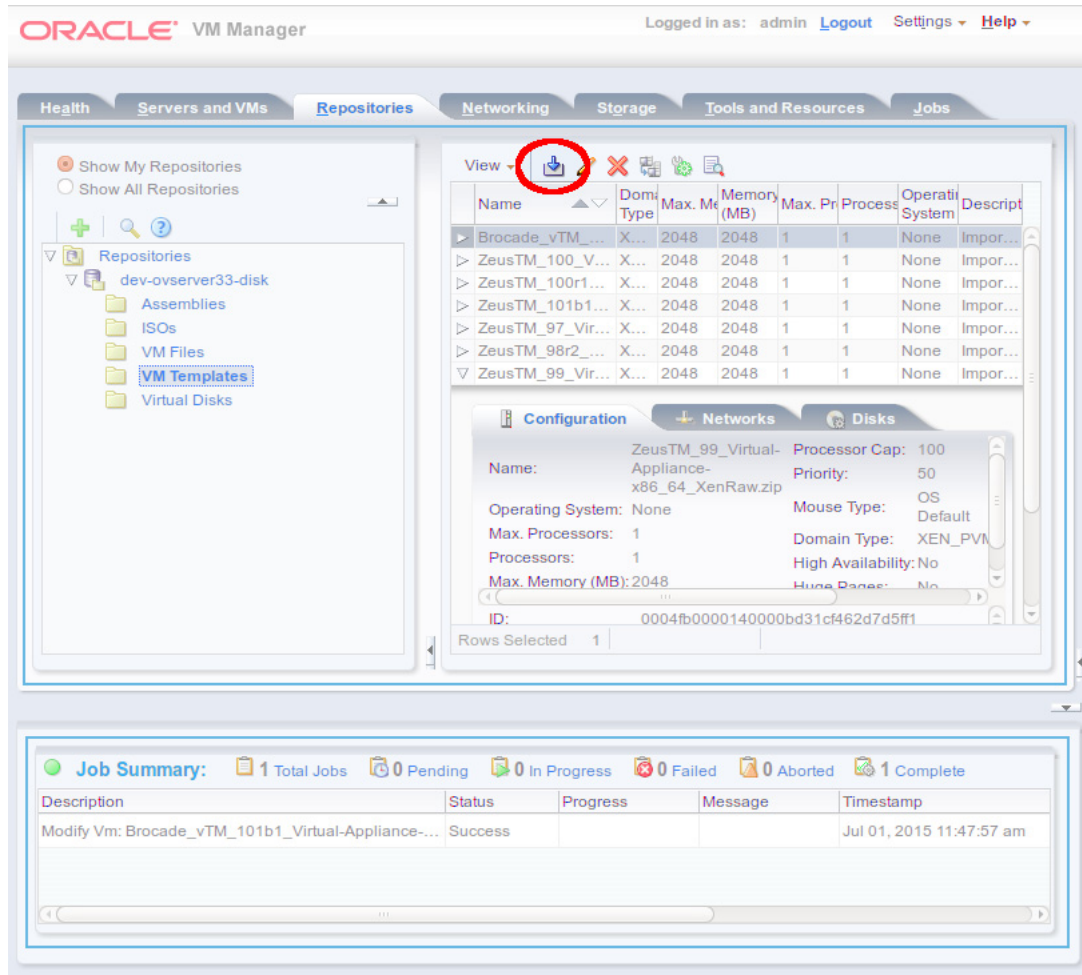 ORACLE VM Manager
Logged in as: admin Logout Settings Help
Health Servers and VMs Repositories Networking Storage Tools and Resources Jobs
Show My Repositories
Show All Repositories
Repositories
dev-ovserver33-disk
Assemblies
ISOs
VM Files
VM Templates
Virtual Disks
View
Name Doma Type Max. Me Memory (MB) Max. Pr Process Operati System Descript
Brocade_vTM_... X... 2048 2048 1 1 None Impor...
ZeusTM_100_V... X... 2048 2048 1 1 None Impor...
ZeusTM_100r1... X... 2048 2048 1 1 None Impor...
ZeusTM_101b1... X... 2048 2048 1 1 None Impor...
ZeusTM_97_Vir... X... 2048 2048 1 1 None Impor...
ZeusTM_98r2_... X... 2048 2048 1 1 None Impor...
ZeusTM_99_Vir... X... 2048 2048 1 1 None Impor...
Configuration Networks Disks
Name: ZeusTM_99_Virtual-Appliance-x86_64_XenRaw.zip
Operating System: None
Max. Processors: 1
Processors: 1
Max. Memory (MB): 2048
Processor Cap: 100
Priority: 50
Mouse Type: OS Default
Domain Type: XEN_PVM
High Availability: No
Huge Pages: No
ID: 0004fb0000140000bd31cf462d7d5ff1
Rows Selected 1
Job Summary: 1 Total Jobs 0 Pending 0 In Progress 0 Failed 0 Aborted 1 Complete
Description Status Progress Message Timestamp
Modify Vm: Brocade_vTM_101b1_Virtual-Appliance-... Success Jul 01, 2015 11:47:57 am